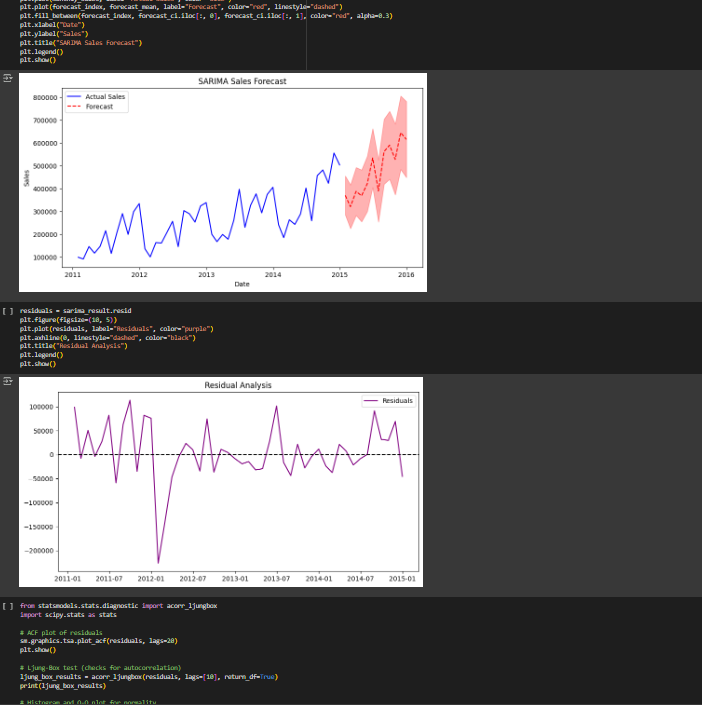 plt.plot(forecast_index, forecast_mean, label="Forecast", color="red", linestyle="dashed")
plt.fill_between(forecast_index, forecast_ci.iloc[:, 0], forecast_ci.iloc[:, 1], color="red", alpha=0.3)
plt.xlabel("Date")
plt.ylabel("Sales")
plt.title("SARIMA Sales Forecast")
plt.legend()
plt.show()
SARIMA Sales Forecast
Actual Sales
Forecast
800000
700000
600000
500000
400000
300000
200000
100000
Sales
2011 2012 2013 2014 2015 2016
Date
[ ] residuals = sarima_result.resid
plt.figure(figsize=(10, 5))
plt.plot(residuals, label="Residuals", color="purple")
plt.axhline(0, linestyle="dashed", color="black")
plt.title("Residual Analysis")
plt.legend()
plt.show()
Residual Analysis
Residuals
100000
50000
0
−50000
−100000
−150000
−200000
2011-01 2011-07 2012-01 2012-07 2013-01 2013-07 2014-01 2014-07 2015-01
[ ] from statsmodels.stats.diagnostic import acorr_ljungbox
import scipy.stats as stats
# ACF plot of residuals
sm.graphics.tsa.plot_acf(residuals, lags=20)
plt.show()
# Ljung-Box test (checks for autocorrelation)
ljung_box_results = acorr_ljungbox(residuals, lags=[10], return_df=True)
print(ljung_box_results)
# Histogram and Q-Q plot for normality